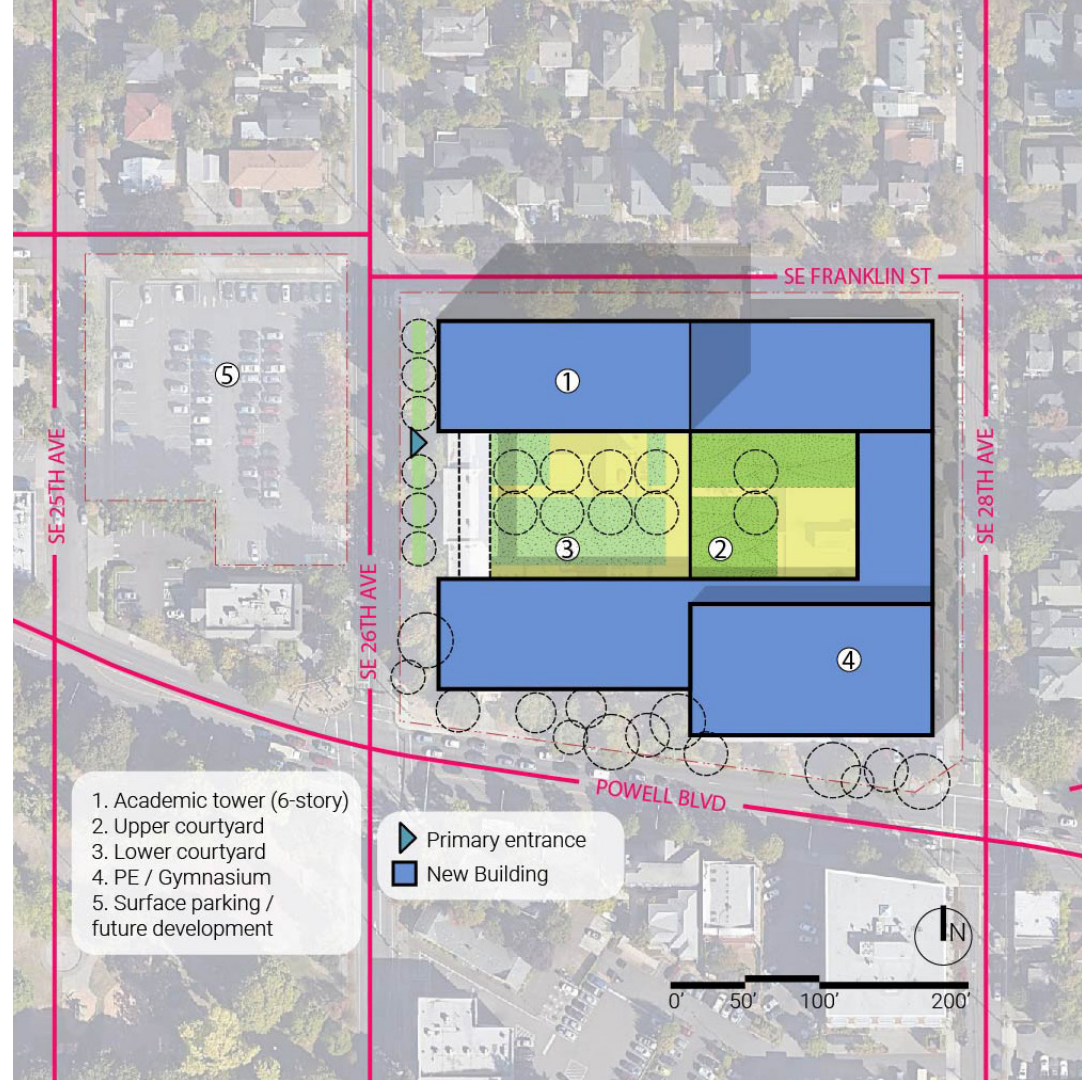 SE FRANKLIN ST
1
5
SE 25TH AVE
SE 26TH AVE
SE 28TH AVE
3
2
4
POWELL BLVD
1. Academic tower (6-story)
2. Upper courtyard
3. Lower courtyard
4. PE / Gymnasium
5. Surface parking /
future development
Primary entrance
New Building
N
0' 50' 100' 200'